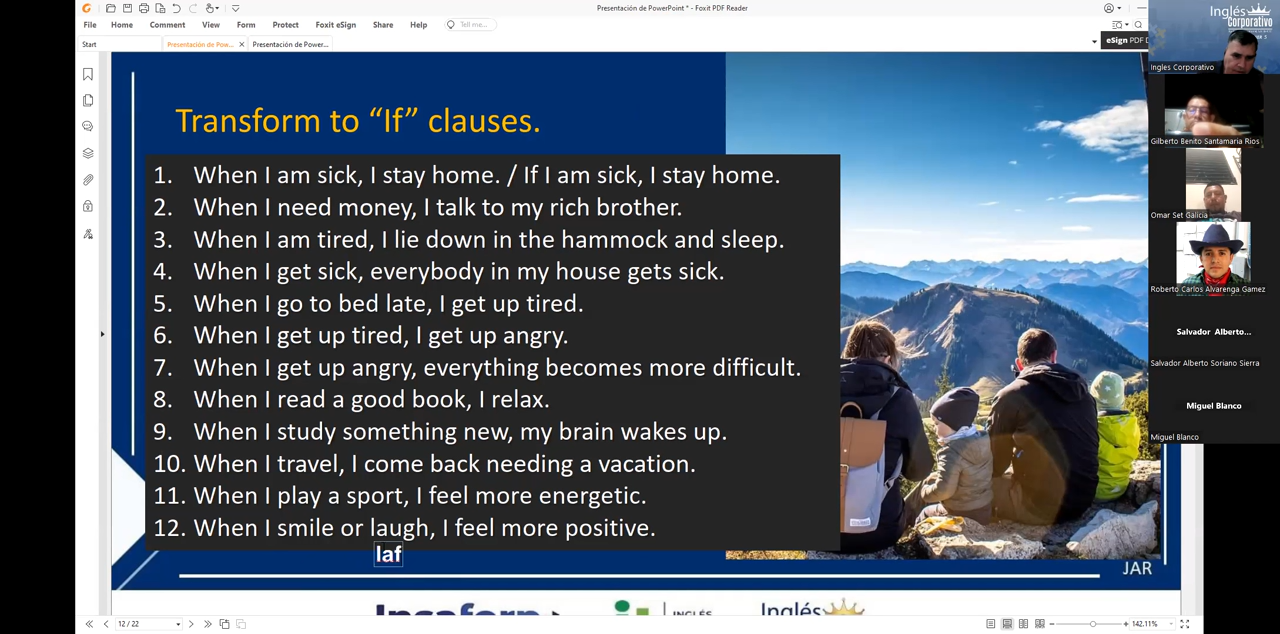 Presentación de PowerPoint * - Foxit PDF Reader
File Home Comment View Form Protect Foxit eSign Share Help Tell me...
Start Presentación de Pow... Presentación de Power...
eSign PDF D
Transform to “If” clauses.
1. When I am sick, I stay home. / If I am sick, I stay home.
2. When I need money, I talk to my rich brother.
3. When I am tired, I lie down in the hammock and sleep.
4. When I get sick, everybody in my house gets sick.
5. When I go to bed late, I get up tired.
6. When I get up tired, I get up angry.
7. When I get up angry, everything becomes more difficult.
8. When I read a good book, I relax.
9. When I study something new, my brain wakes up.
10. When I travel, I come back needing a vacation.
11. When I play a sport, I feel more energetic.
12. When I smile or laugh, I feel more positive.
laf
JAR
Incaforp
INGLÉS
Inglés
12 / 22
142.11%
Inglés
Corporativo
Ingles Corporativo
Gilberto Benito Santamaria Rios
Omar Set Galicia
Roberto Carlos Alvarenga Gamez
Salvador Alberto...
Salvador Alberto Soriano Sierra
Miguel Blanco
Miguel Blanco